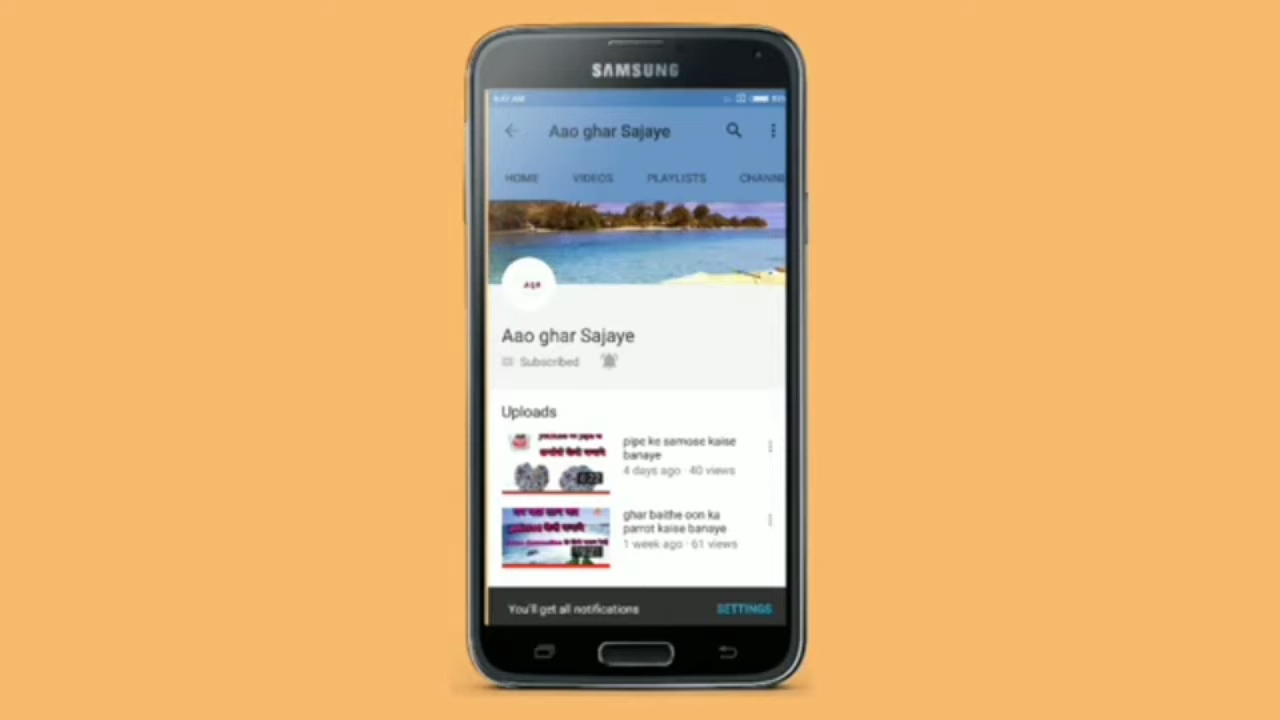 SAMSUNG
Aao ghar Sajaye
HOME VIDEOS PLAYLISTS CHANNE
Aao ghar Sajaye
Subscribed
Uploads
pipe ke samose kaise
banaye
4 days ago · 40 views
ghar baithe oon ka
parrot kaise banaye
1 week ago · 61 views
You'll get all notifications SETTINGS